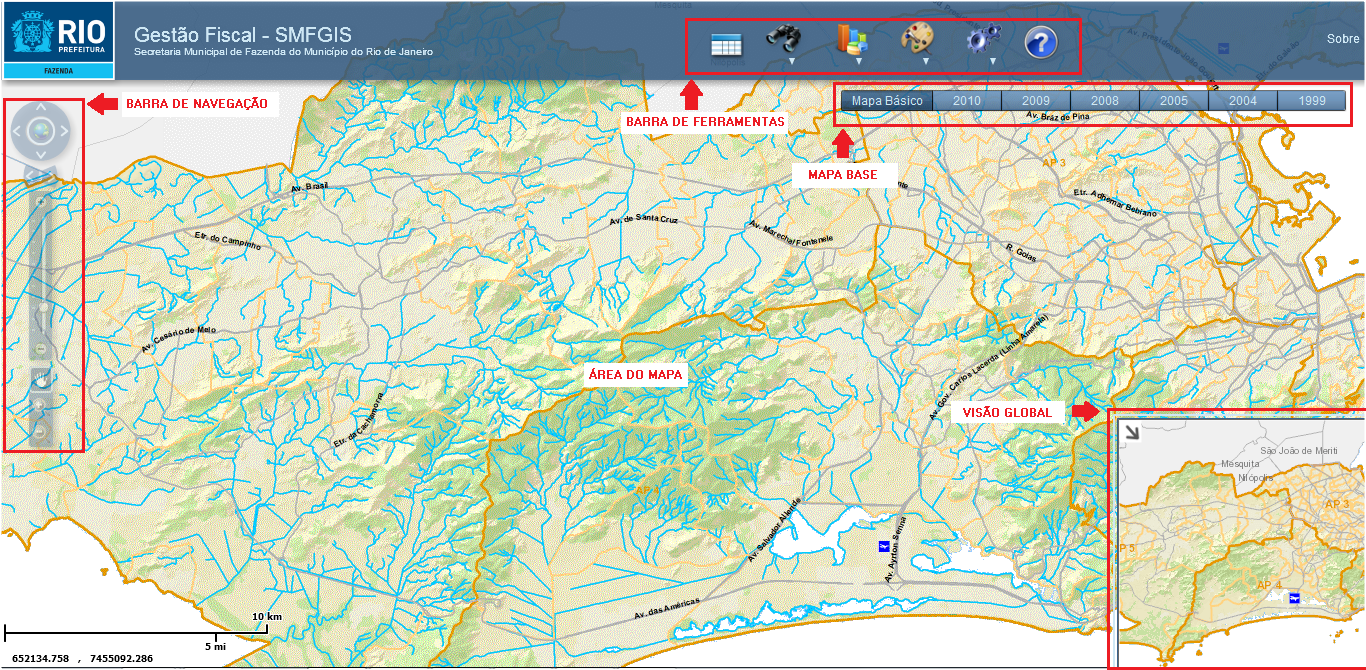 Mesquita
RIO
PREFEITURA
FAZENDA
Gestão Fiscal - SMFGIS
Secretaria Municipal de Fazenda do Município do Rio de Janeiro
?
Sobre
BARRA DE NAVEGAÇÃO
BARRA DE FERRAMENTAS
Mapa Básico
2010
2009
2008
2005
2004
1999
MAPA BASE
Av. Braz de Pina
AP 3
Av. Brasil
Etr. Adhemar Bebrano
Av. de Santa Cruz
Av. Marechal Fontenele
Etr. do Campinho
R. Goias
Av. Cesário de Melo
Av. Gov. Carlos Lacerda (Linha Amarela)
ÁREA DO MAPA
VISÃO GLOBAL
Etr. da Cachamorra
São João de Meriti
Mesquita
Nilópolis
AP 3
AP
Av. Salvador Allende
Av. Ayrton Senna
P 5
AP 4
Av. das Américas
10 km
5 mi
652134.758 , 7455092.286